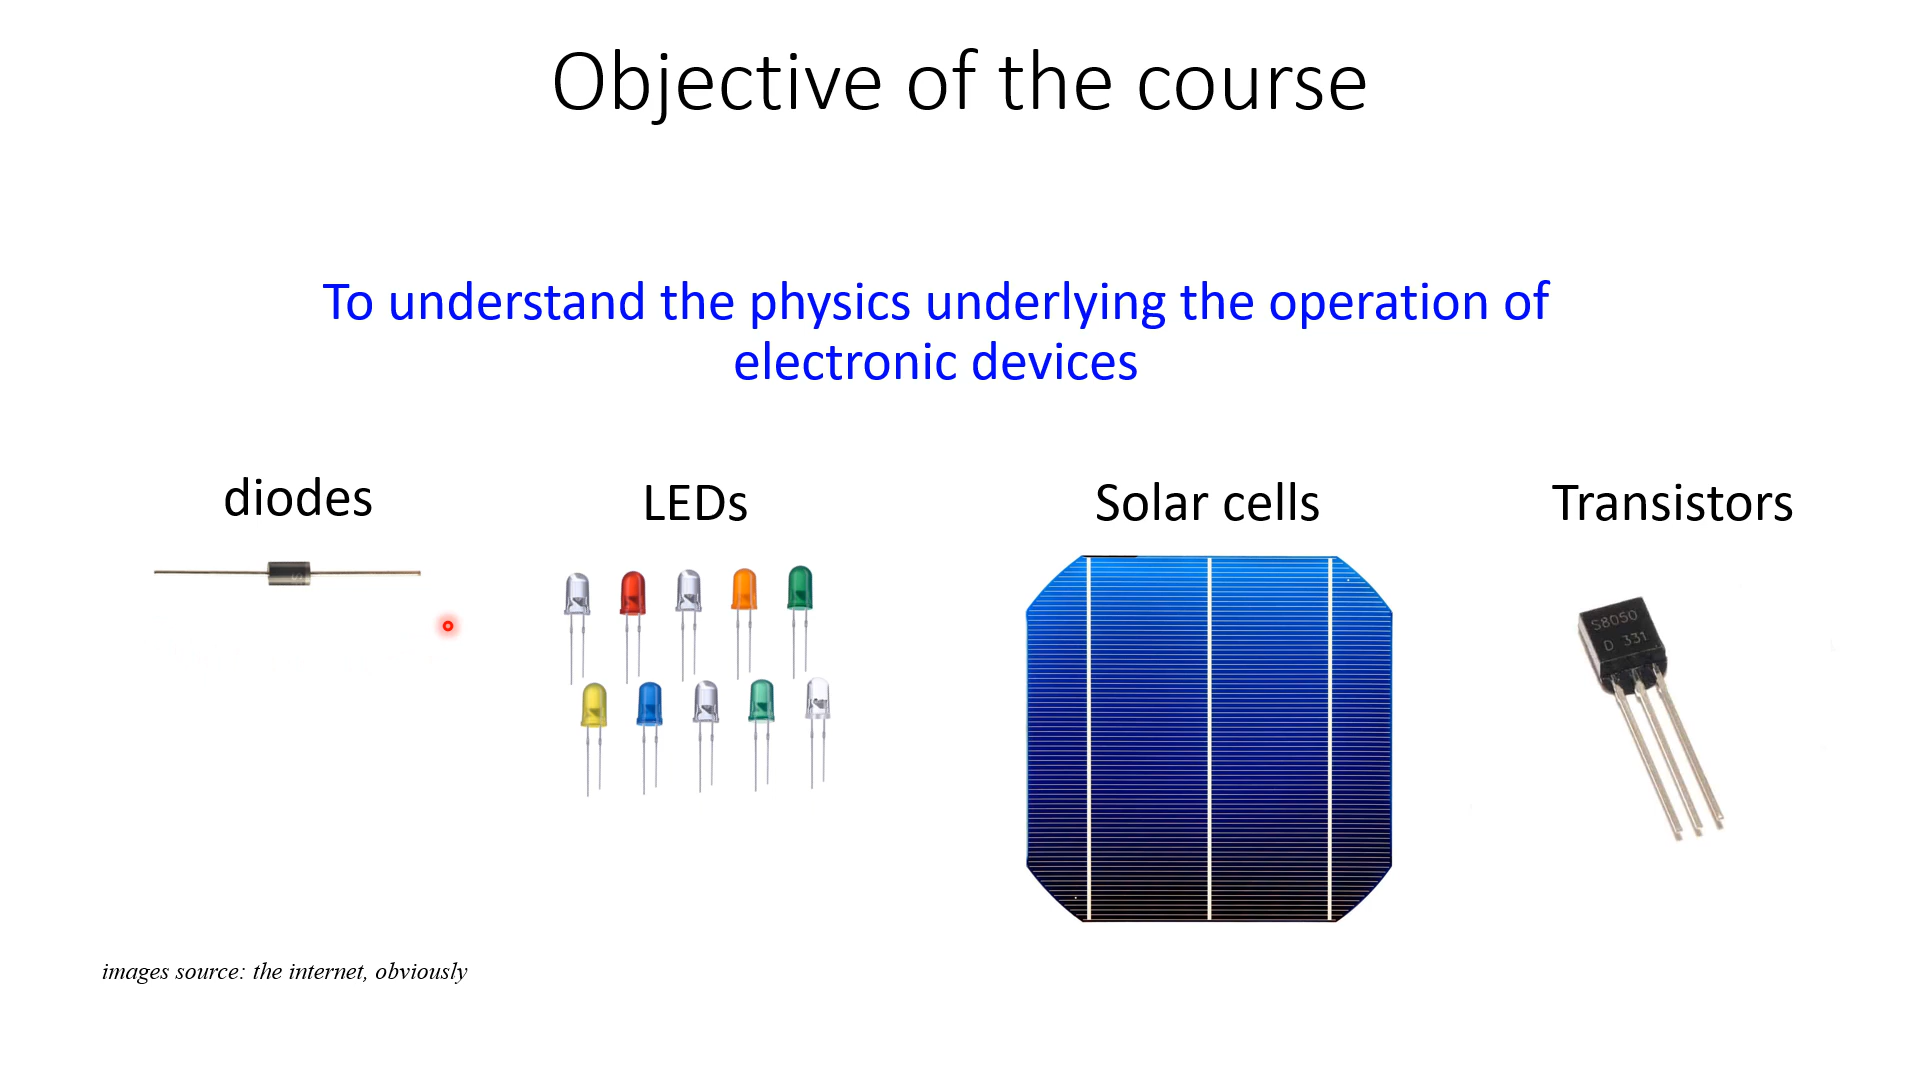 Objective of the course
To understand the physics underlying the operation of
electronic devices
diodes
LEDs
Solar cells
Transistors
S8050
D 331
images source: the internet, obviously